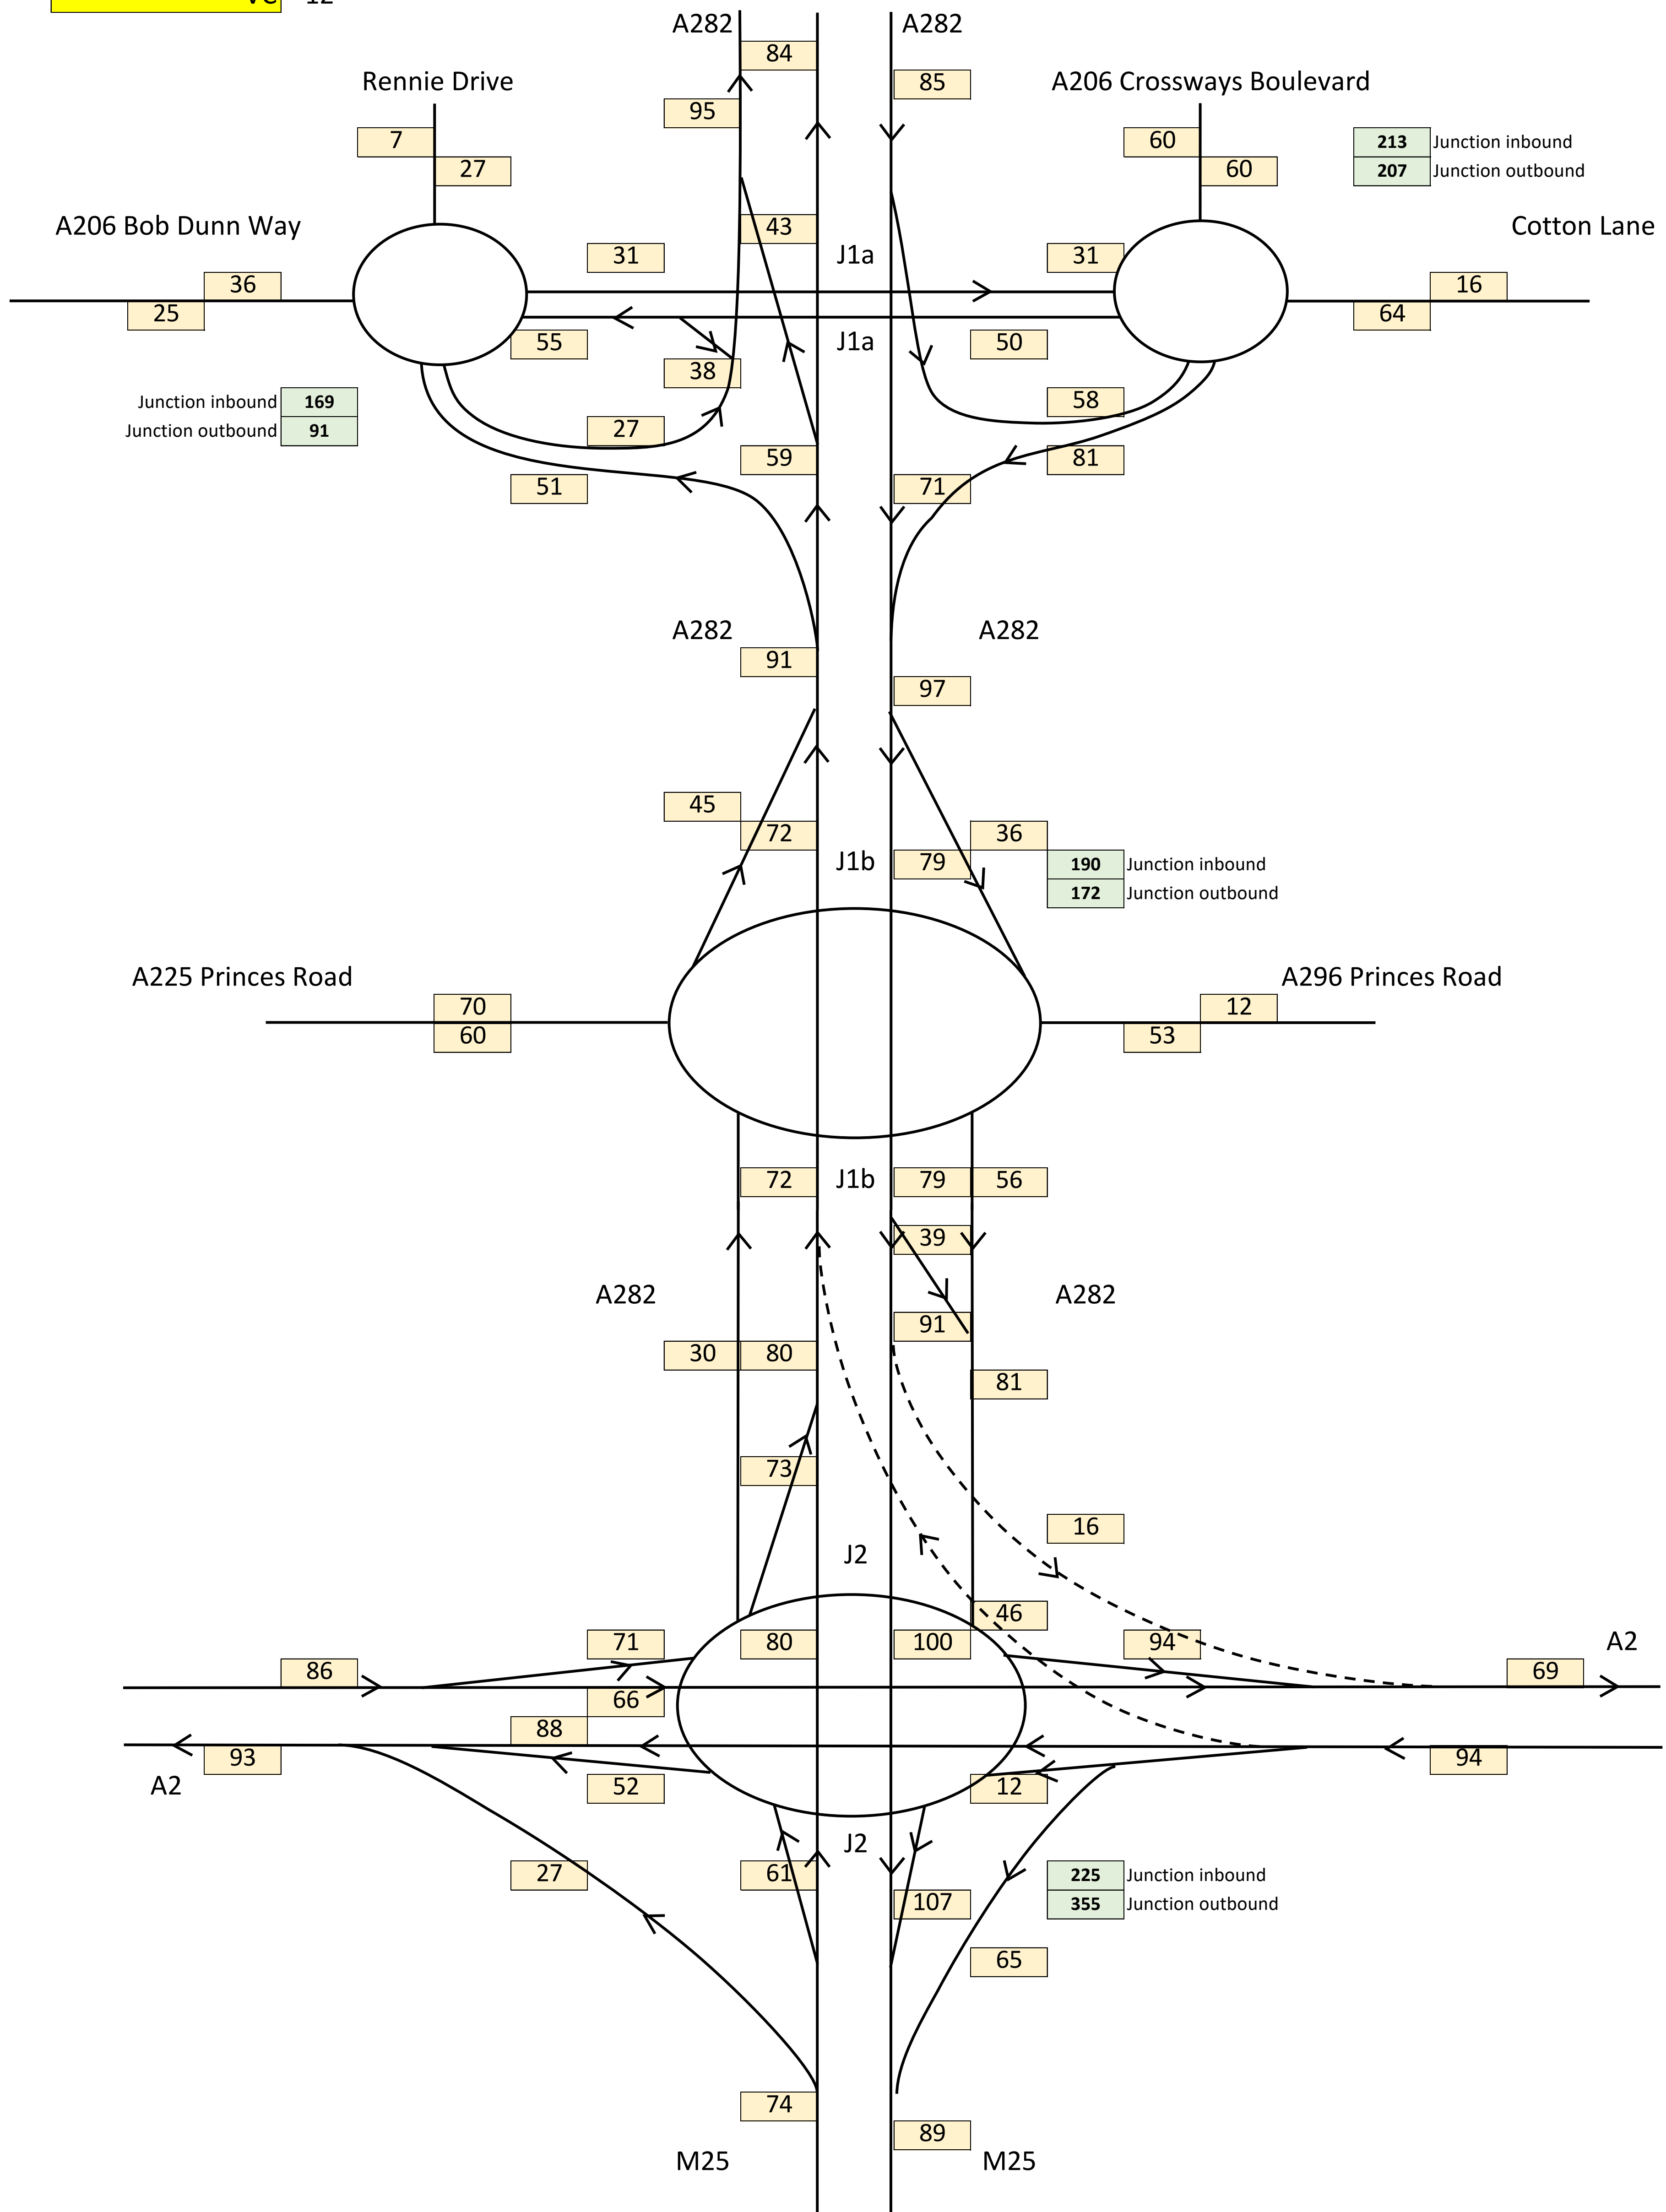 12
A282
A282
84
85
Rennie Drive
A206 Crossways Boulevard
95
7
60
213 Junction inbound
27
60
207 Junction outbound
A206 Bob Dunn Way
43
Cotton Lane
31
J1a
31
36
16
25
64
55
J1a
50
38
Junction inbound 169
58
Junction outbound 91
27
59
81
51
71
A282
A282
91
97
45
72
36
J1b
79
190 Junction inbound
172 Junction outbound
A225 Princes Road
A296 Princes Road
70
12
60
53
72
J1b
79
56
39
A282
A282
91
30
80
81
73
16
J2
46
71
80
100
94
A2
86
69
66
88
93
94
A2
52
12
J2
27
61
225 Junction inbound
107
355 Junction outbound
65
74
89
M25
M25